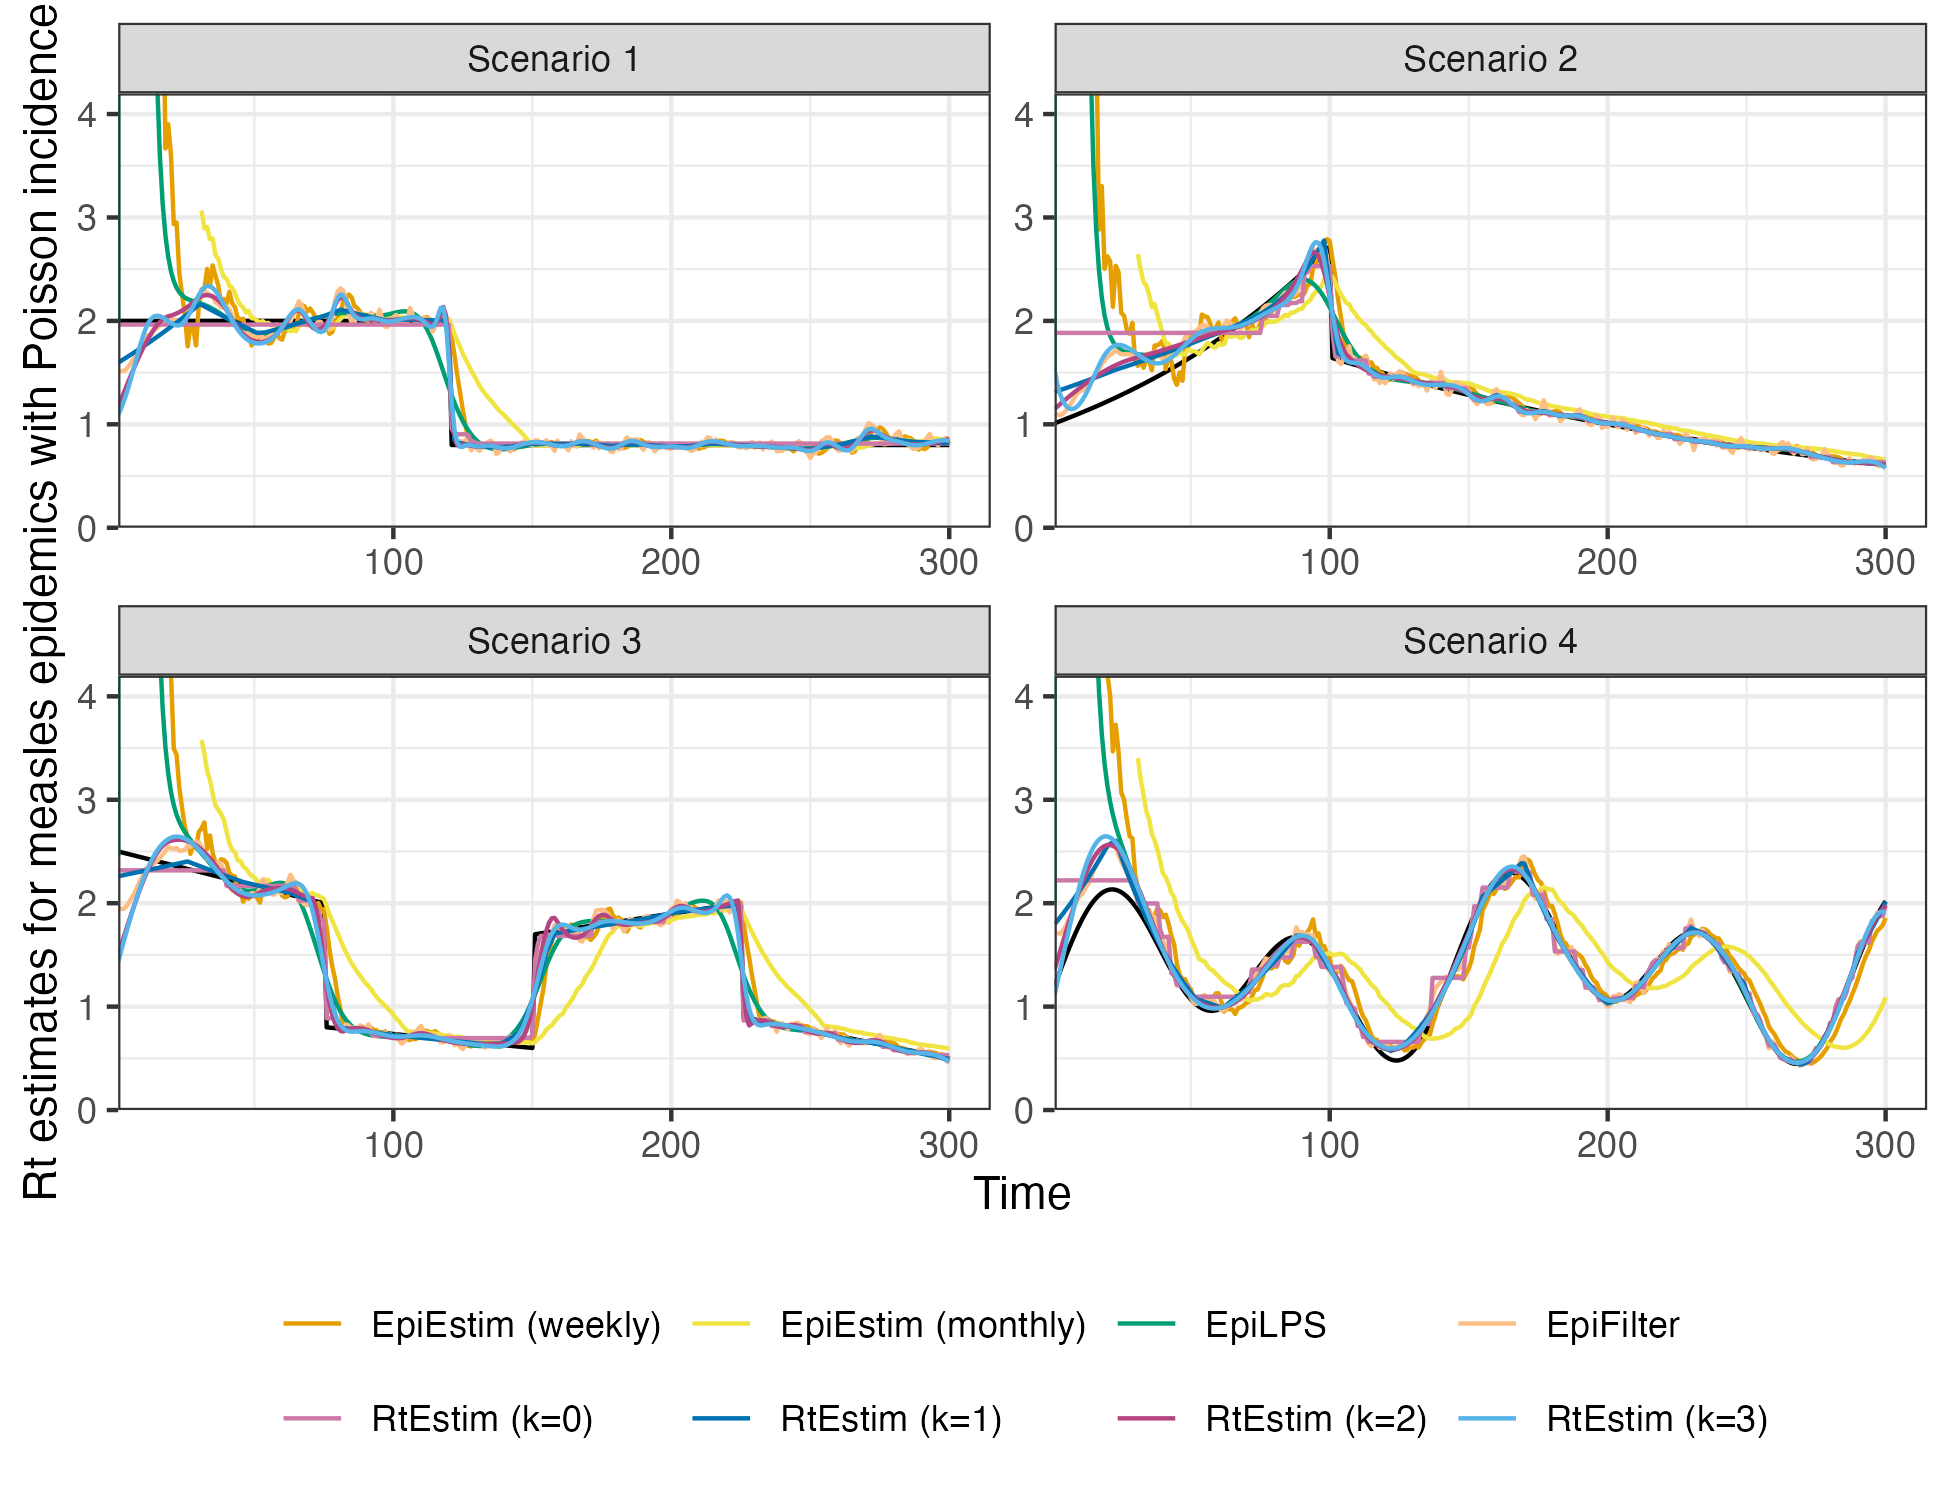 Rt estimates for measles epidemics with Poisson incidence
Scenario 1
4
3
2
1
0
100 200 300
Scenario 2
4
3
2
1
0
100 200 300
Scenario 3
4
3
2
1
0
100 200 300
Scenario 4
4
3
2
1
0
100 200 300
Time
EpiEstim (weekly) EpiEstim (monthly) EpiLPS EpiFilter
RtEstim (k=0) RtEstim (k=1) RtEstim (k=2) RtEstim (k=3)